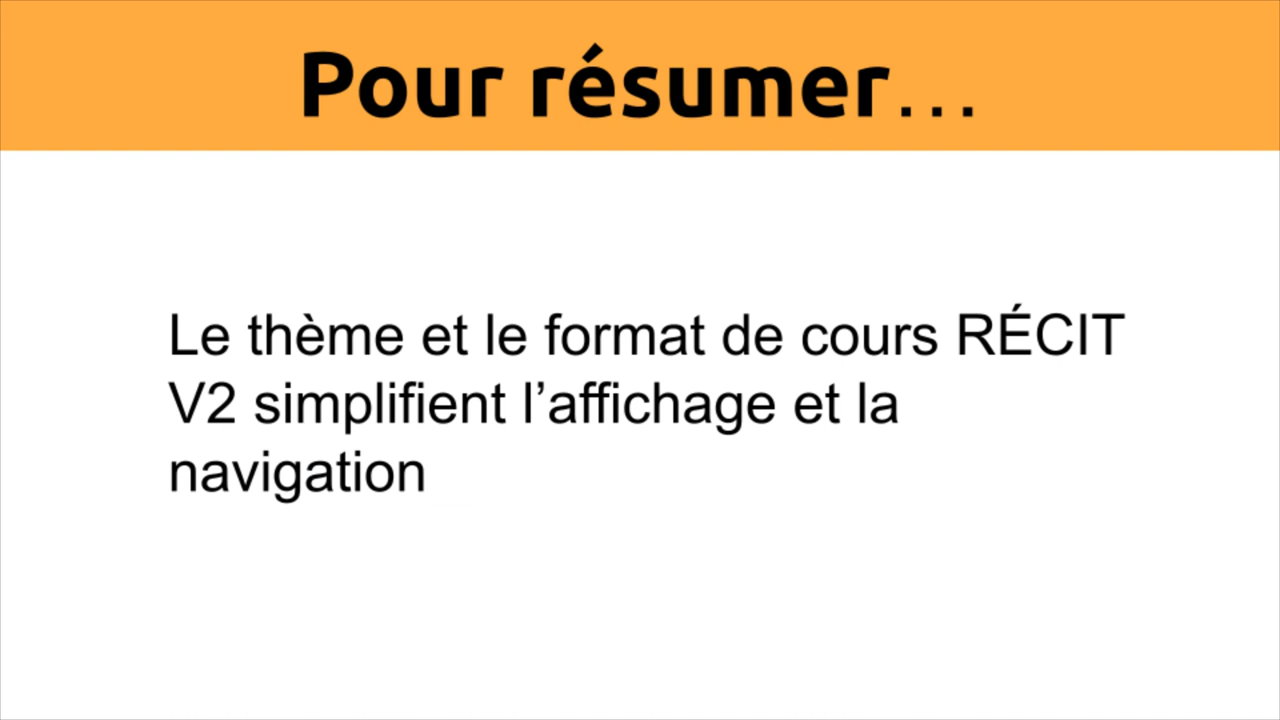 Pour résumer…
Le thème et le format de cours RÉCIT
V2 simplifient l’affichage et la
navigation